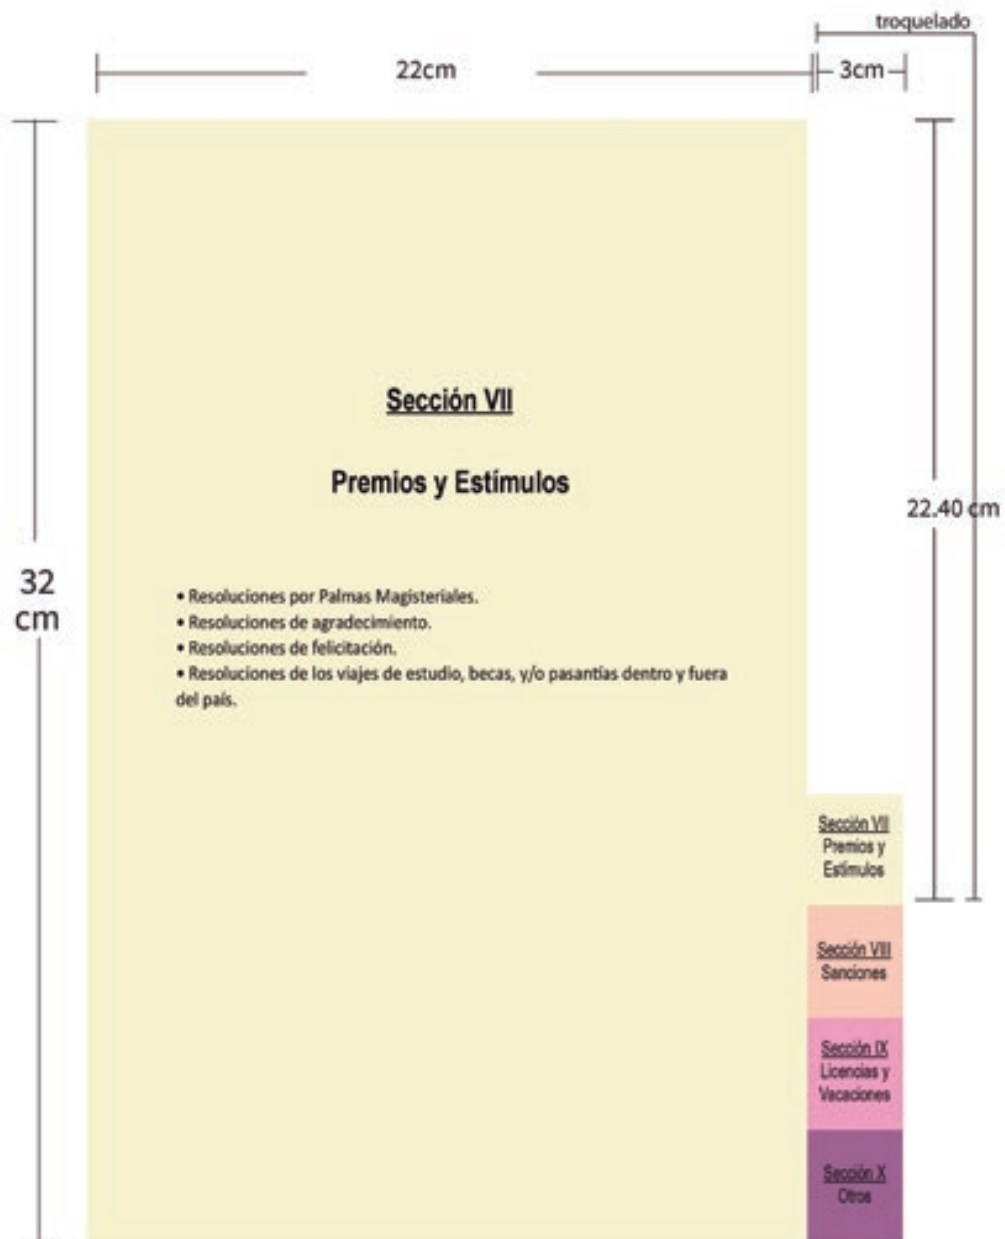 troquelado
22cm
3cm
Sección VII
Premios y Estímulos
22.40 cm
32
cm
• Resoluciones por Palmas Magisteriales.
• Resoluciones de agradecimiento.
• Resoluciones de felicitación.
• Resoluciones de los viajes de estudio, becas, y/o pasantías dentro y fuera
del país.
Sección VII
Premios y
Estímulos
Sección VIII
Sanciones
Sección IX
Licencias y
Vacaciones
Sección X
Otros